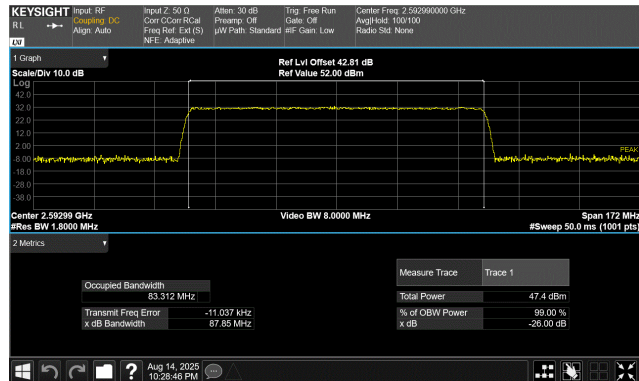 KEYSIGHT
RL
LXI
Input: RF
Coupling: DC
Align: Auto
Input Z: 50 Ω
Corr CCorr RCal
Freq Ref: Ext (S)
NFE: Adaptive
Atten: 30 dB
Preamp: Off
µW Path: Standard
Trig: Free Run
Gate: Off
#IF Gain: Low
Center Freq: 2.592990000 GHz
Avg|Hold: 100/100
Radio Std: None
1 Graph
Scale/Div 10.0 dB
Ref Lvl Offset 42.81 dB
Ref Value 52.00 dBm
Log
42.0
32.0
22.0
12.0
2.00
-8.00
-18.0
-28.0
-38.0
PEAK
Center 2.59299 GHz
#Res BW 1.8000 MHz
Video BW 8.0000 MHz
Span 172 MHz
#Sweep 50.0 ms (1001 pts)
2 Metrics
Occupied Bandwidth
83.312 MHz
Transmit Freq Error -11.037 kHz
x dB Bandwidth 87.85 MHz
Measure Trace Trace 1
Total Power 47.4 dBm
% of OBW Power 99.00 %
x dB -26.00 dB
?
Aug 14, 2025
10:28:46 PM